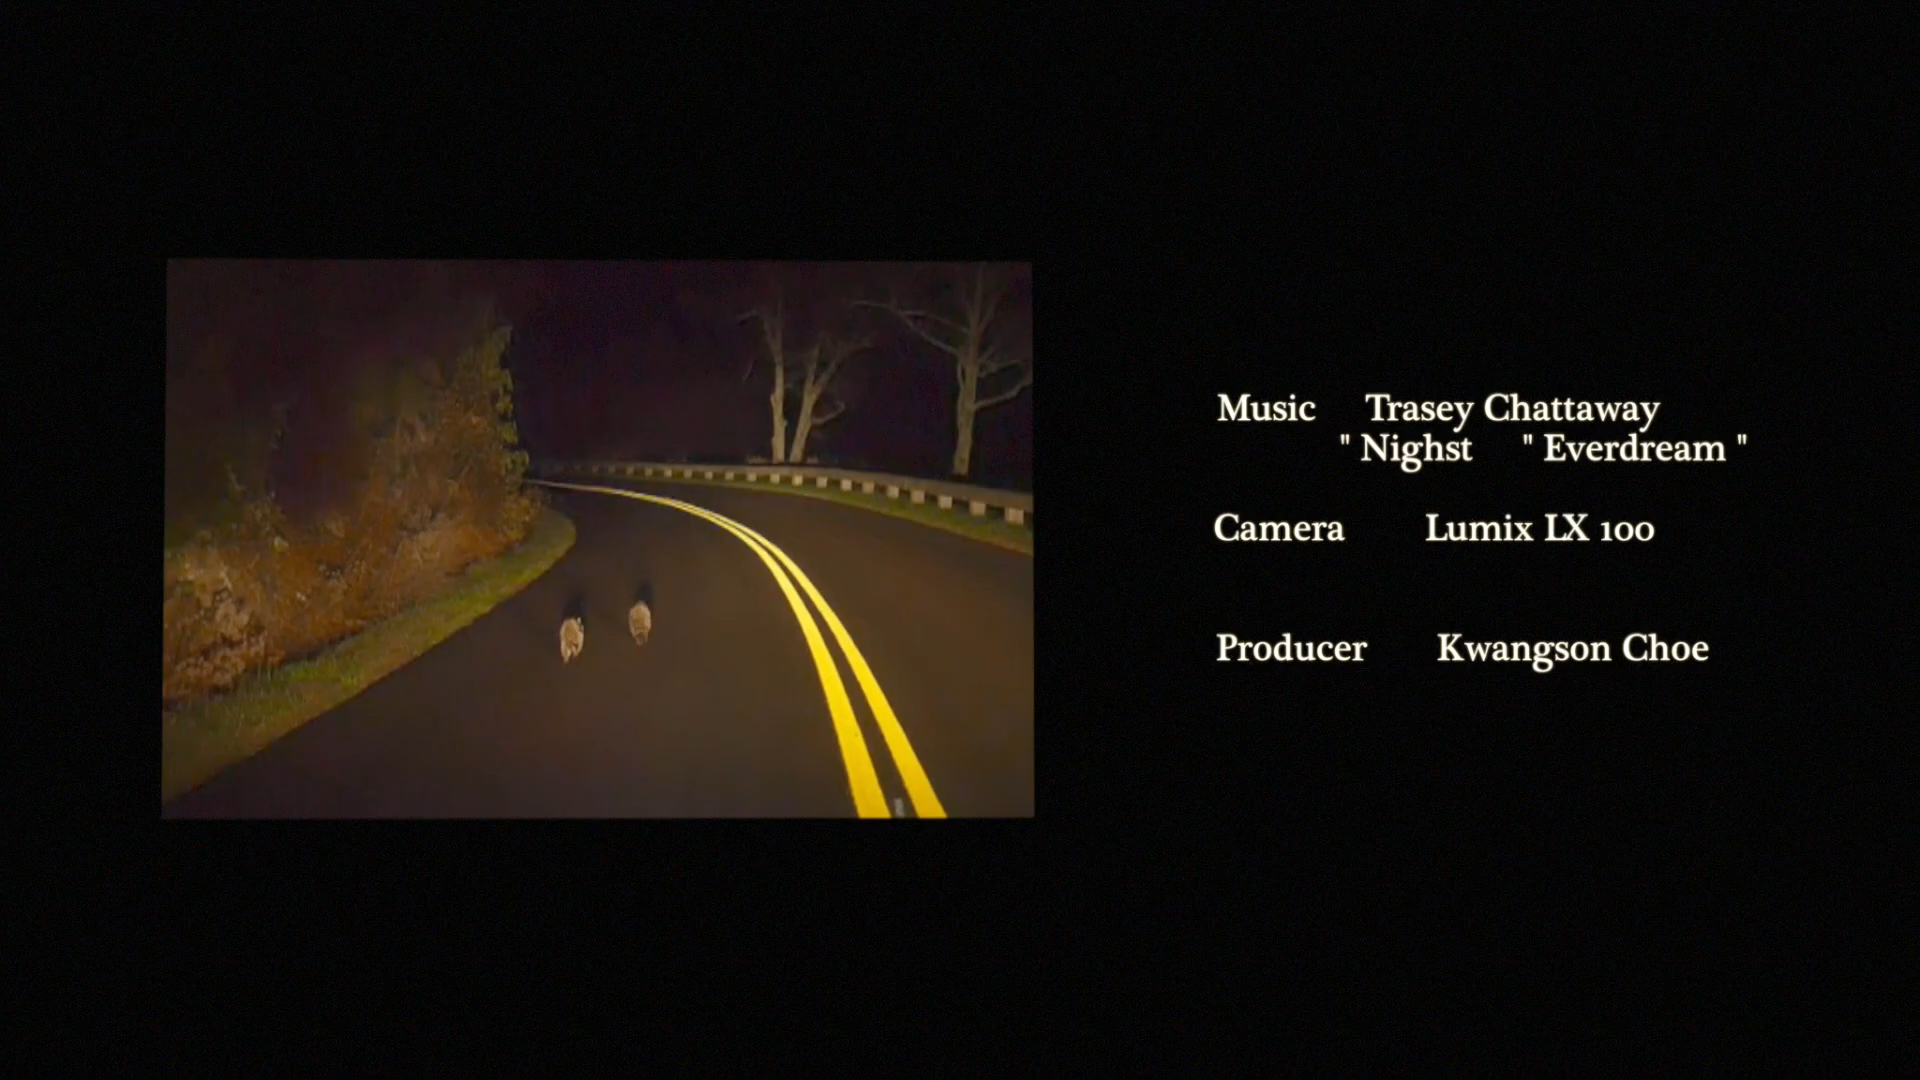 Music Trasey Chattaway
" Nighst " Everdream "
Camera Lumix LX 100
Producer Kwangson Choe